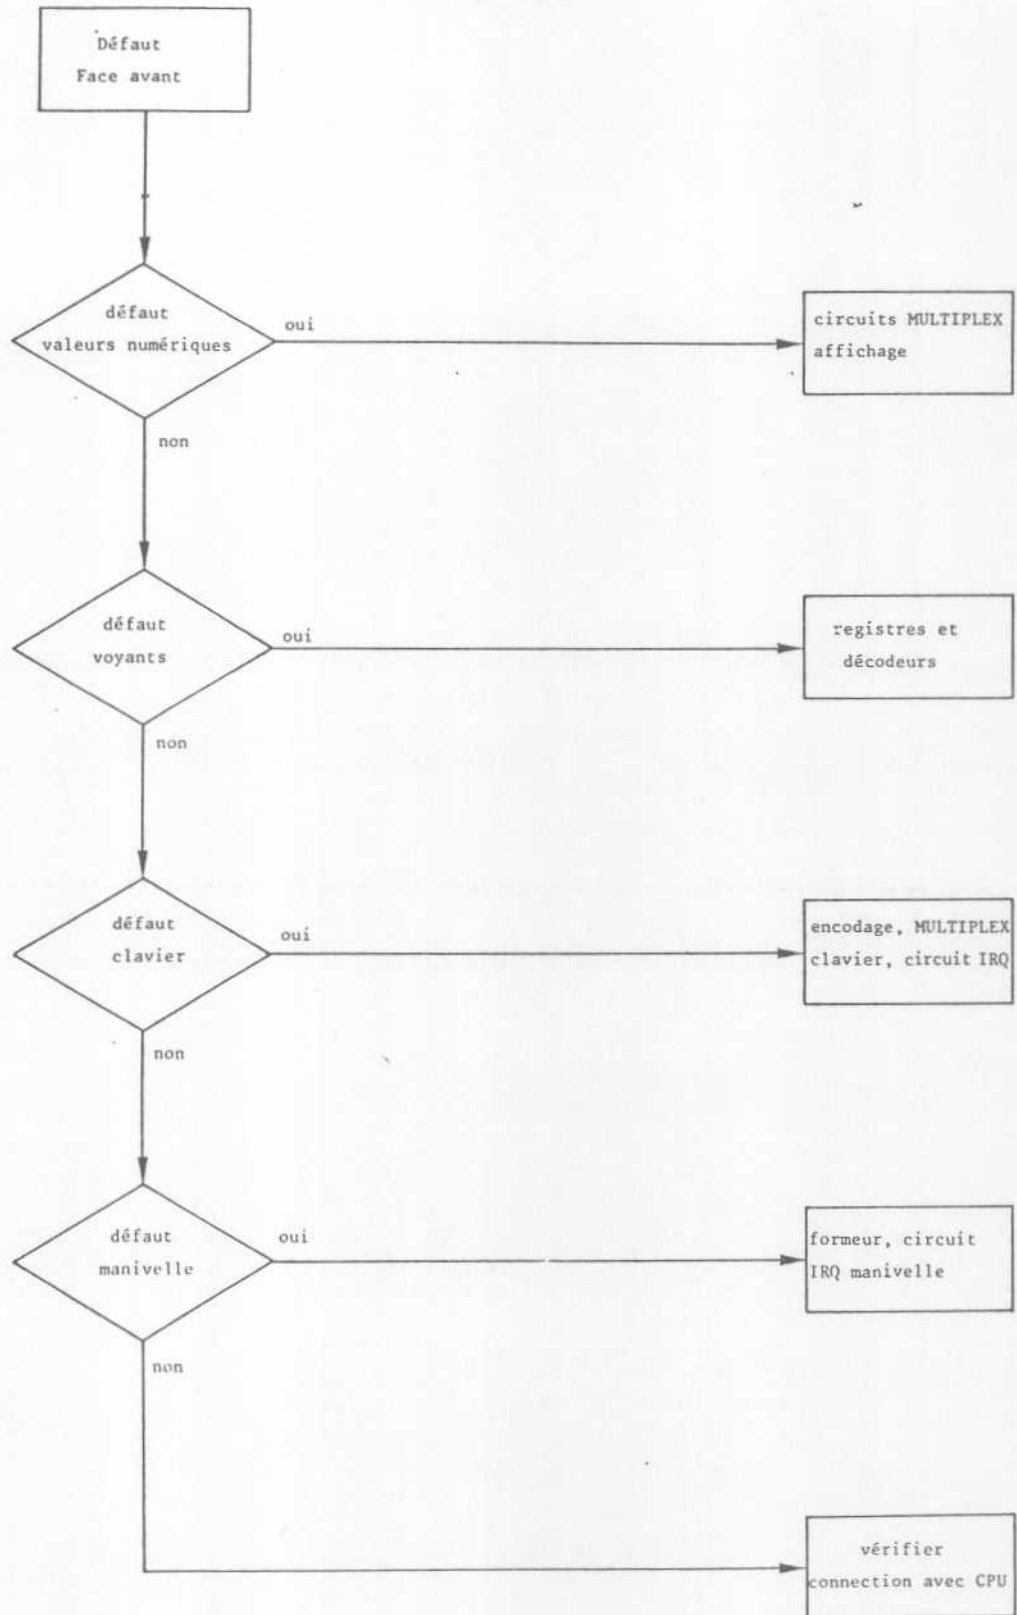 Défaut
Face avant
défaut
valeurs numériques
oui
circuits MULTIPLEX
affichage
non
défaut
voyants
oui
registres et
décodeurs
non
défaut
clavier
oui
encodage, MULTIPLEX
clavier, circuit IRQ
non
défaut
manivelle
oui
formeur, circuit
IRQ manivelle
non
vérifier
connection avec CPU